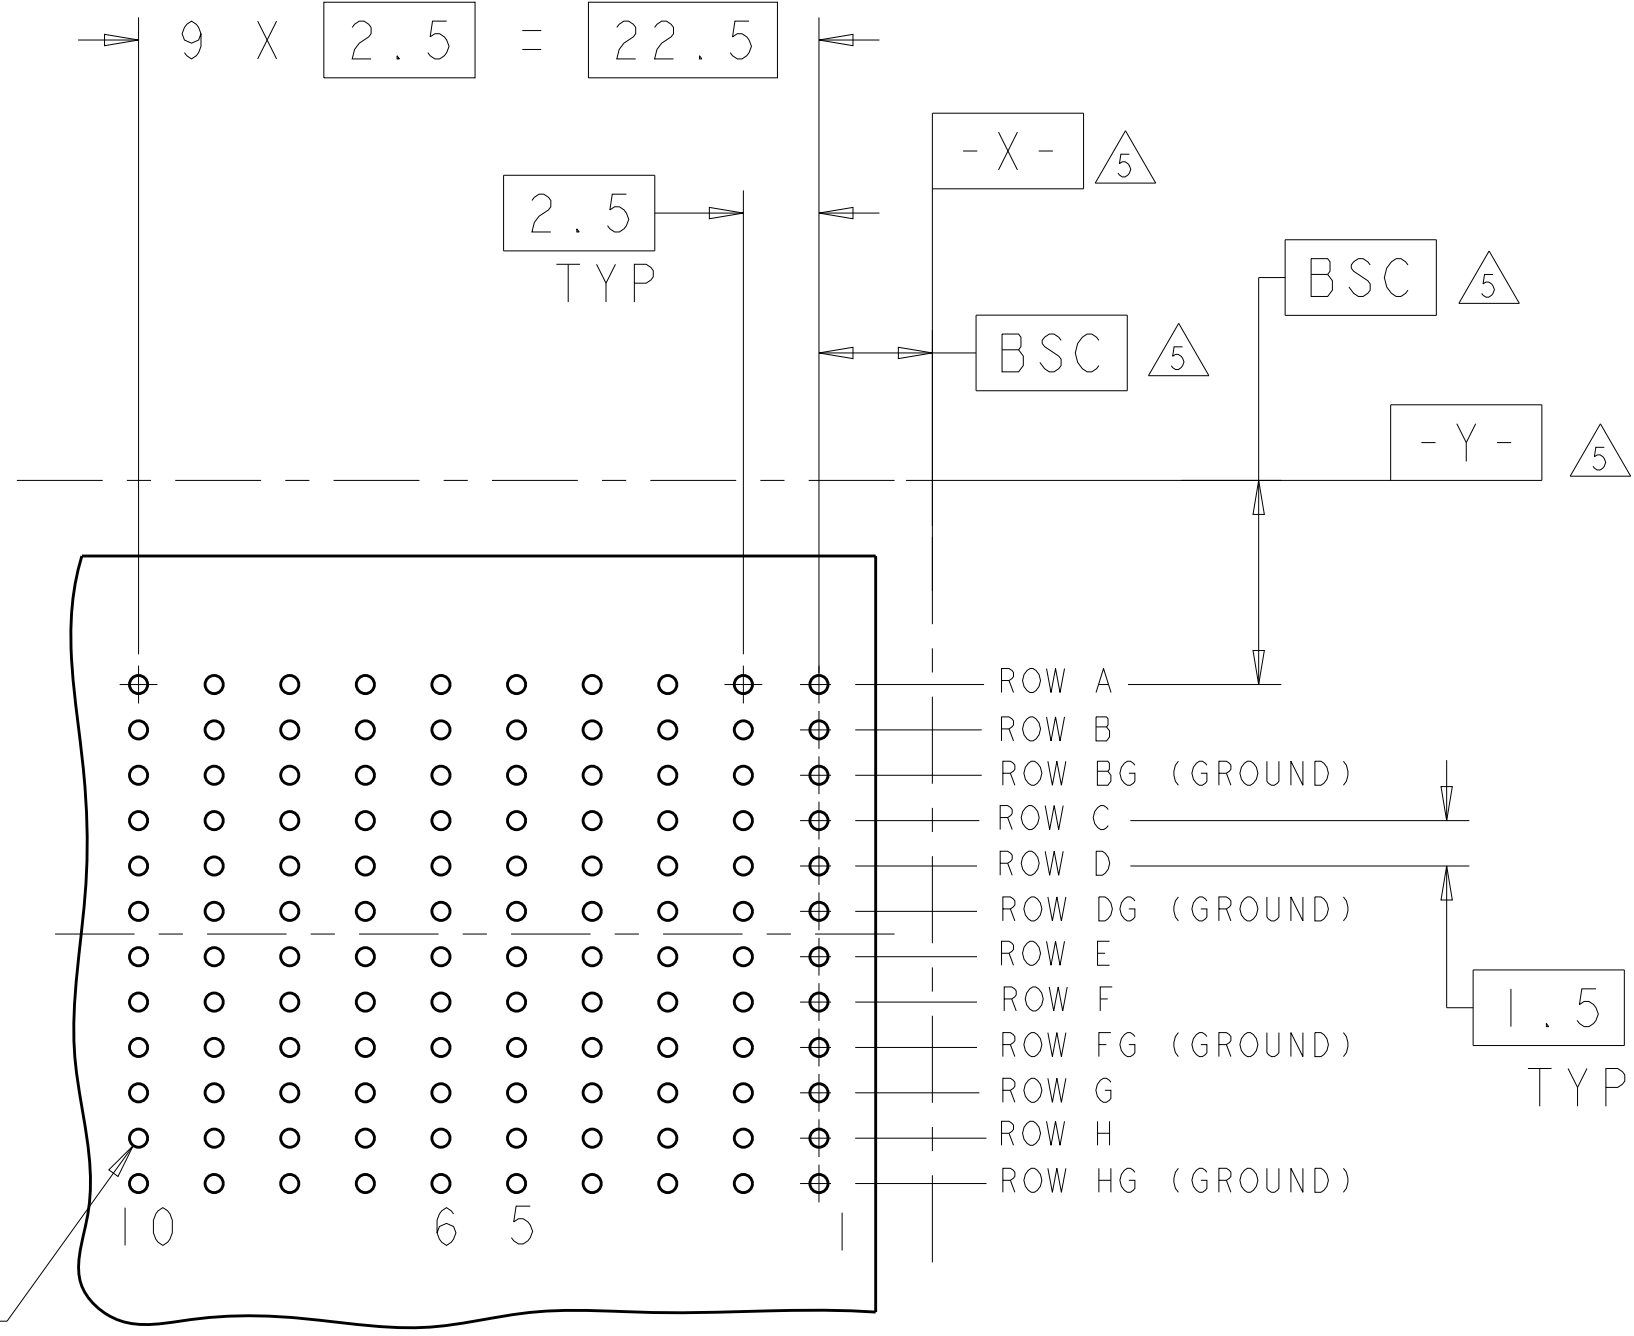 9 X 2.5 = 22.5
-X- 5
2.5
TYP
BSC 5
BSC 5
-Y- 5
ROW A
ROW B
ROW BG (GROUND)
ROW C
ROW D
ROW DG (GROUND)
ROW E
ROW F
ROW FG (GROUND)
1.5
TYP
ROW G
ROW H
ROW HG (GROUND)
10 6 5 1